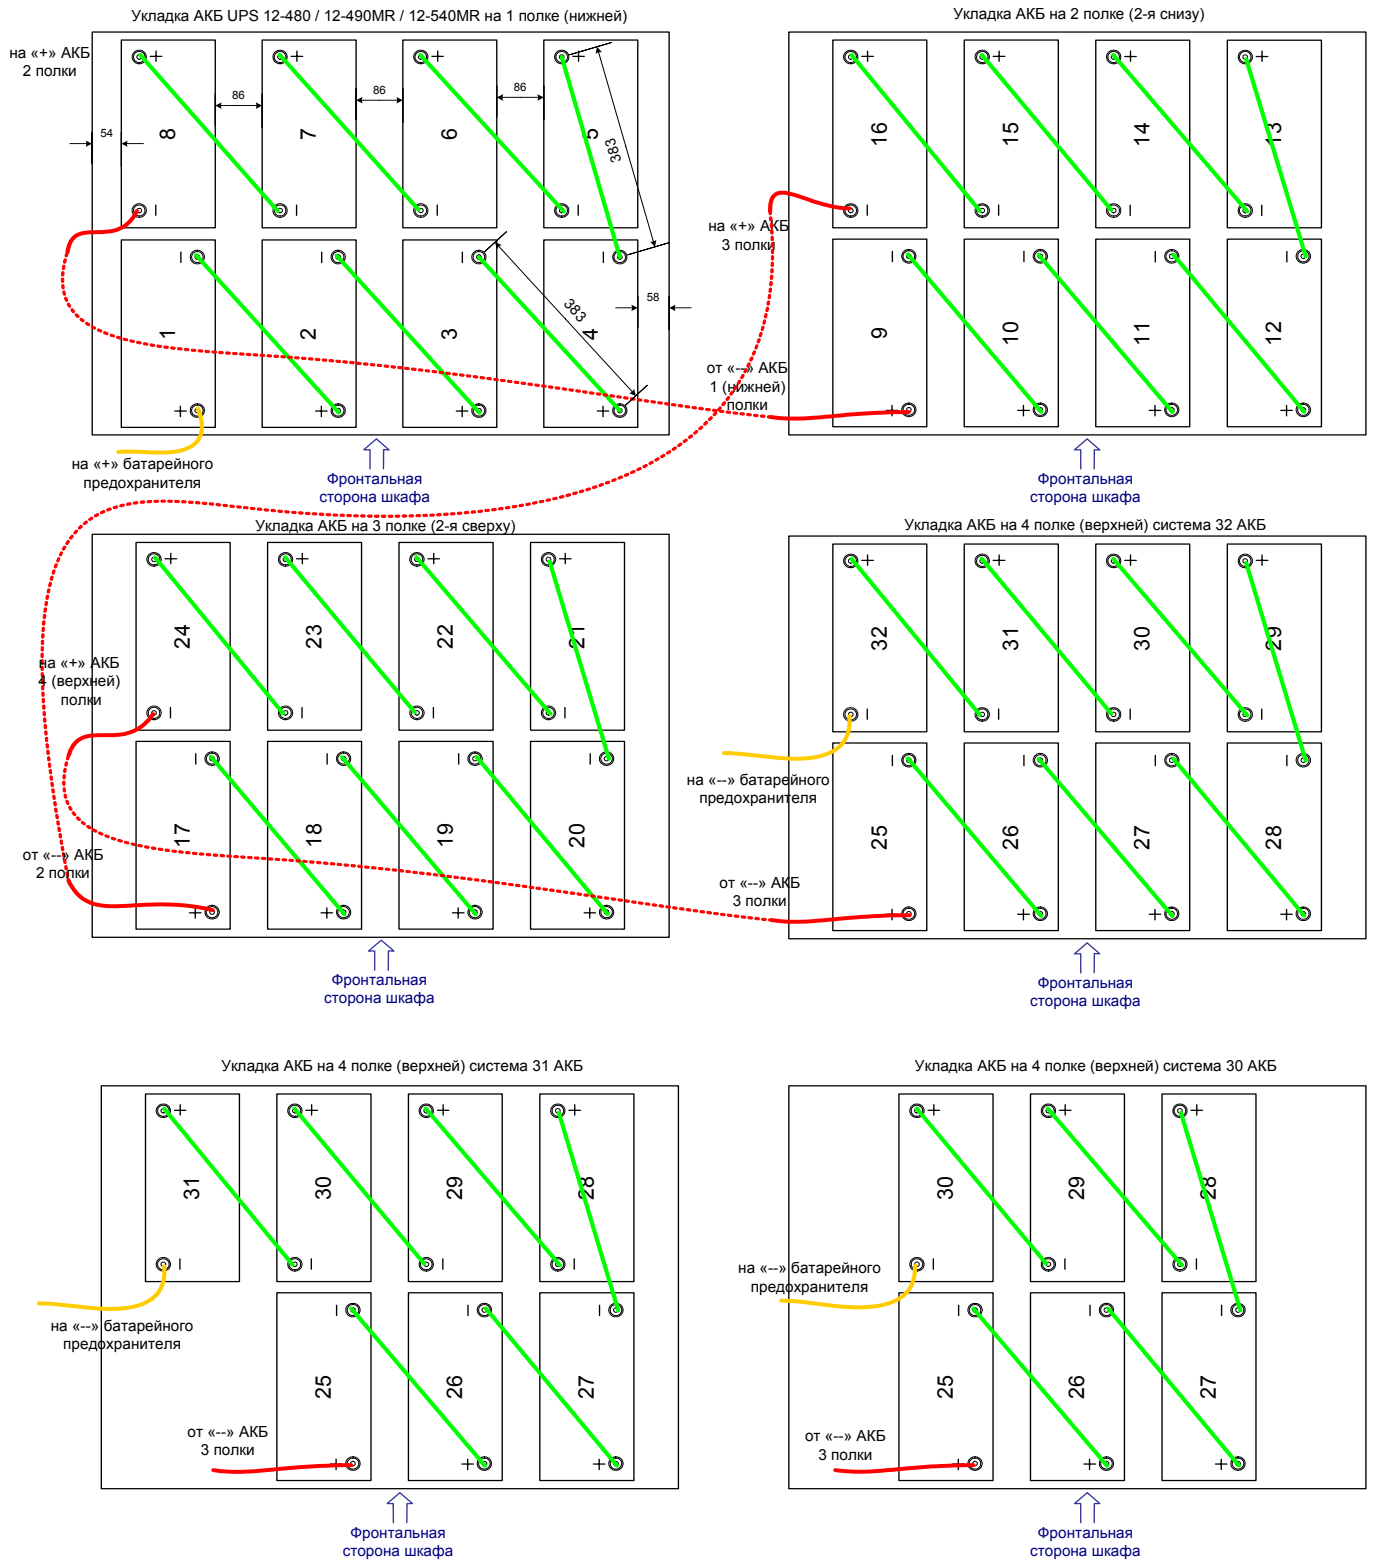 Укладка АКБ UPS 12-480 / 12-490MR / 12-540MR на 1 полке (нижней)
на «+» АКБ
2 полки
8
7
6
5
54
86
86
86
383
1
2
3
4
383
58
на «+» батарейного
предохранителя
Фронтальная
сторона шкафа
Укладка АКБ на 2 полке (2-я снизу)
16
15
14
13
на «+» АКБ
3 полки
9
10
11
12
от «--» АКБ
1 (нижней)
полки
Фронтальная
сторона шкафа
Укладка АКБ на 3 полке (2-я сверху)
24
23
22
21
на «+» АКБ
4 (верхней)
полки
17
18
19
20
от «--» АКБ
2 полки
Фронтальная
сторона шкафа
Укладка АКБ на 4 полке (верхней) система 32 АКБ
32
31
30
29
на «--» батарейного
предохранителя
25
26
27
28
от «--» АКБ
3 полки
Фронтальная
сторона шкафа
Укладка АКБ на 4 полке (верхней) система 31 АКБ
31
30
29
28
на «--» батарейного
предохранителя
25
26
27
от «--» АКБ
3 полки
Фронтальная
сторона шкафа
Укладка АКБ на 4 полке (верхней) система 30 АКБ
30
29
28
на «--» батарейного
предохранителя
25
26
27
от «--» АКБ
3 полки
Фронтальная
сторона шкафа